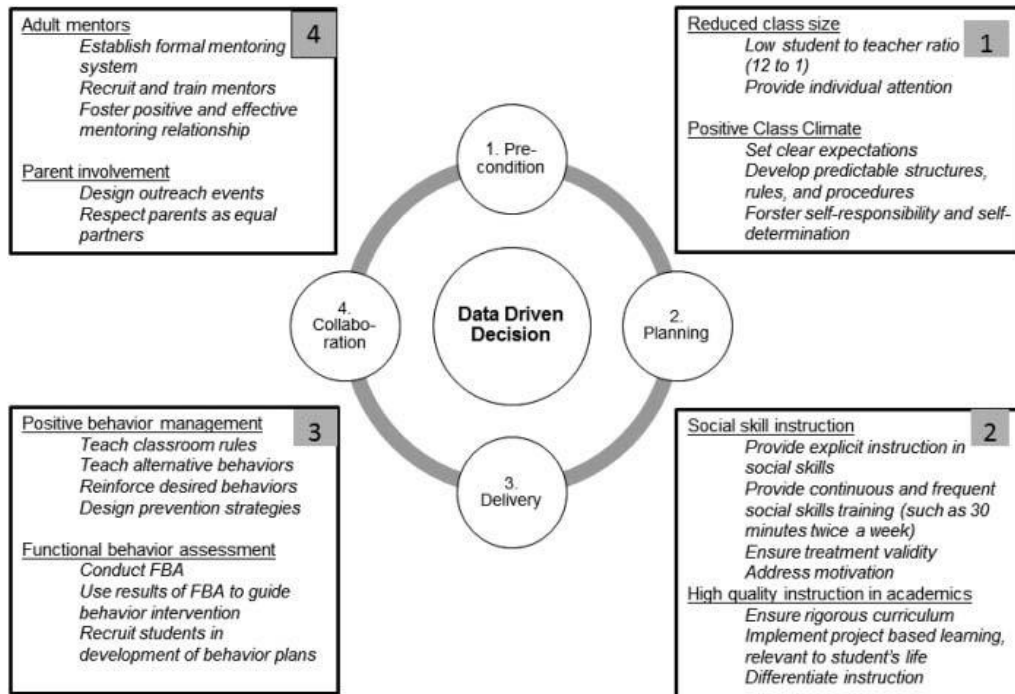 Adult mentors
4
Establish formal mentoring
system
Recruit and train mentors
Foster positive and effective
mentoring relationship
Parent involvement
Design outreach events
Respect parents as equal
partners
Reduced class size
1
Low student to teacher ratio
(12 to 1)
Provide individual attention
Positive Class Climate
Set clear expectations
Develop predictable structures,
rules, and procedures
Forster self-responsibility and self-
determination
1. Pre-
condition
4.
Collabo-
ration
Data Driven
Decision
2.
Planning
3.
Delivery
Positive behavior management
3
Teach classroom rules
Teach alternative behaviors
Reinforce desired behaviors
Design prevention strategies
Functional behavior assessment
Conduct FBA
Use results of FBA to guide
behavior intervention
Recruit students in
development of behavior plans
Social skill instruction
2
Provide explicit instruction in
social skills
Provide continuous and frequent
social skills training (such as 30
minutes twice a week)
Ensure treatment validity
Address motivation
High quality instruction in academics
Ensure rigorous curriculum
Implement project based learning,
relevant to student's life
Differentiate instruction